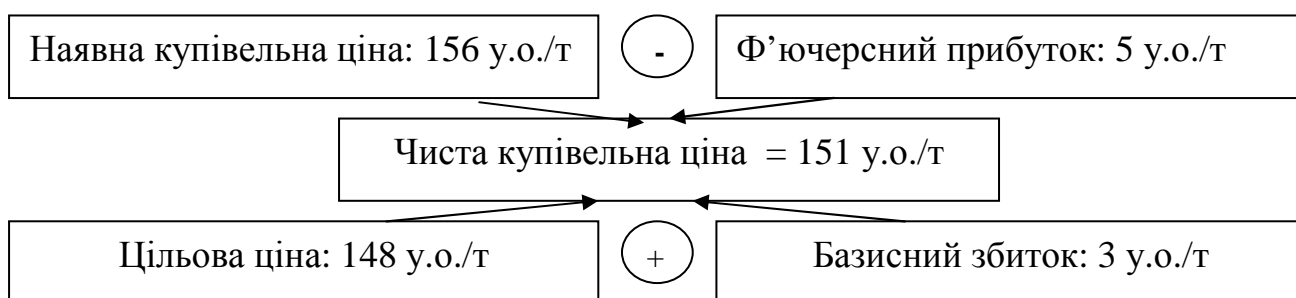 Наявна купівельна ціна: 156 у.о./т - Ф’ючерсний прибуток: 5 у.о./т
Чиста купівельна ціна = 151 у.о./т
Цільова ціна: 148 у.о./т + Базисний збиток: 3 у.о./т